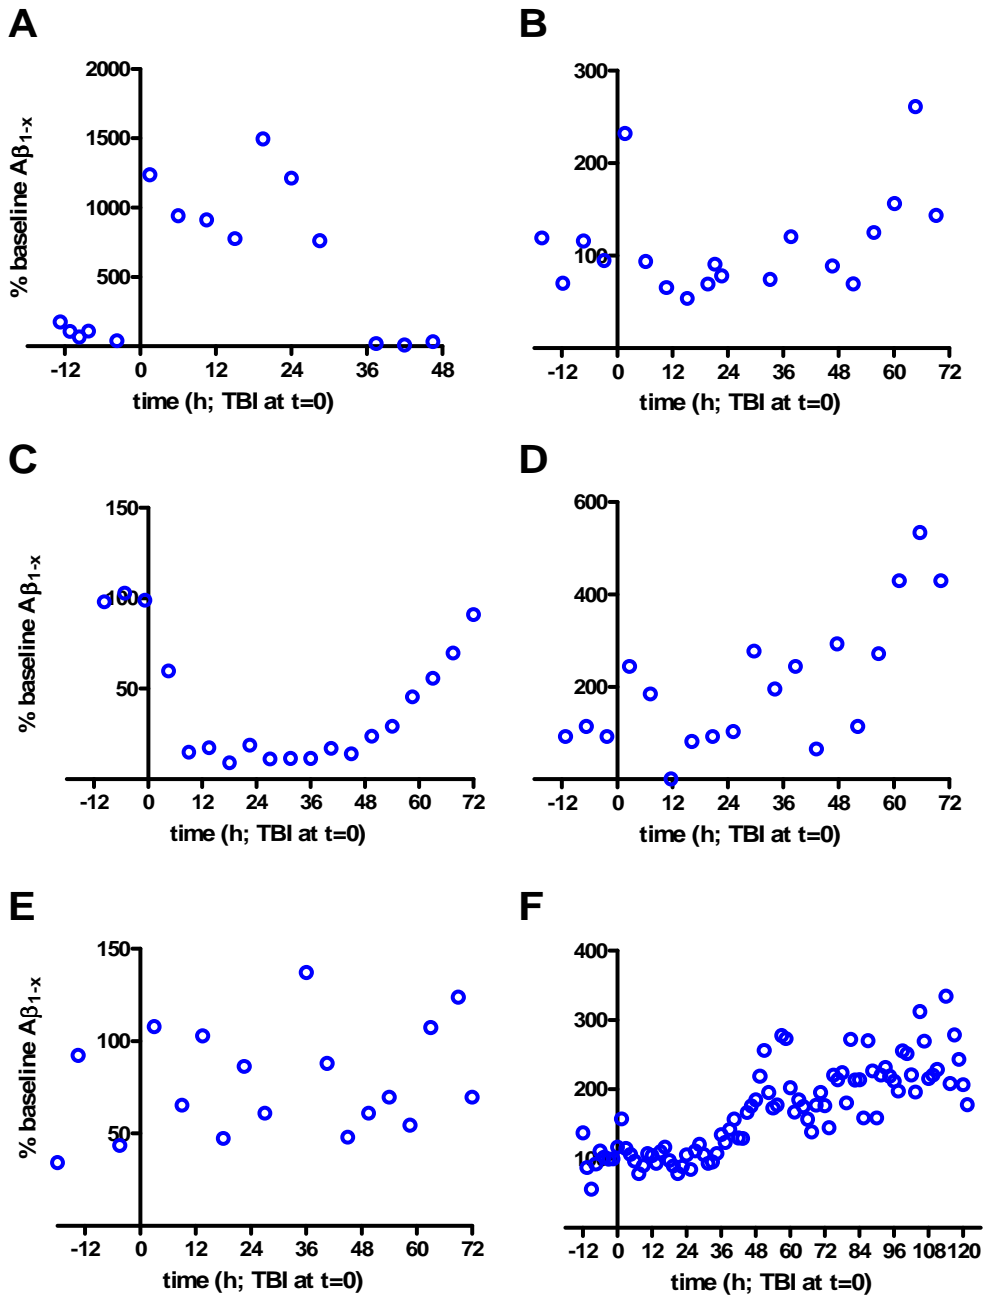 A
B
2000
1500
1000
500
% baseline Aβ1-x
-12 0 12 24 36 48
time (h; TBI at t=0)
300
200
100
0
-12 0 12 24 36 48 60 72
time (h; TBI at t=0)
C
D
150
100
50
% baseline Aβ1-x
-12 0 12 24 36 48 60 72
time (h; TBI at t=0)
600
400
200
-12 0 12 24 36 48 60 72
time (h; TBI at t=0)
E
F
150
100
50
% baseline Aβ1-x
-12 0 12 24 36 48 60 72
time (h; TBI at t=0)
400
300
200
100
-12 0 12 24 36 48 60 72 84 96 108 120
time (h; TBI at t=0)